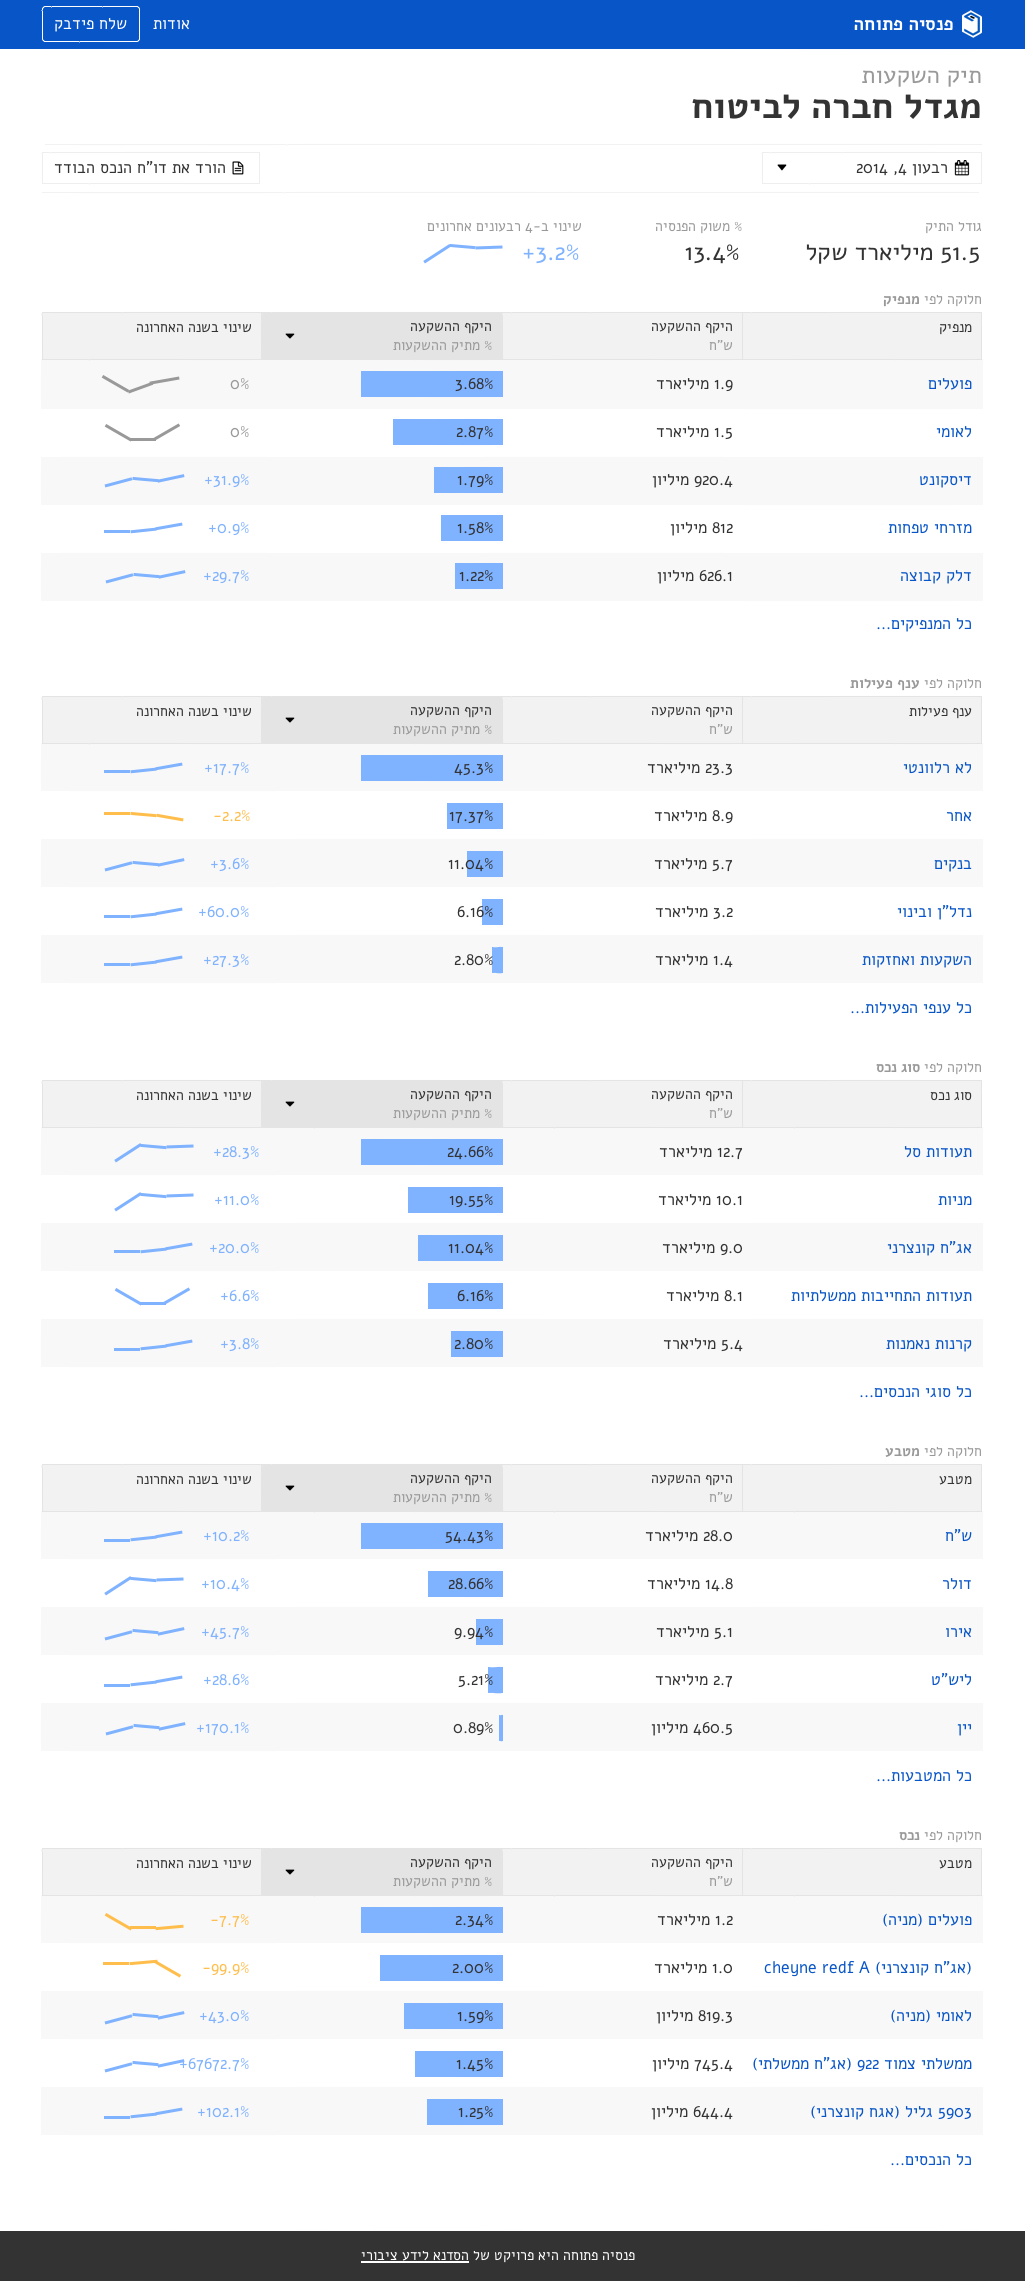 פנסיה פתוחה
אודות
שלח פידבק
תיק השקעות
מגדל חברה לביטוח
רבעון 4, 2014
הורד את דו"ח הנכס הבודד
גודל התיק
% משוק הפנסיה
שינוי ב-4 רבעונים אחרונים
51.5 מיליארד שקל
13.4%
+3.2%
חלוקה לפי מנפיק
מנפיק היקף ההשקעה היקף ההשקעה שינוי בשנה האחרונה
ש"ח % מתיק ההשקעות
פועלים 1.9 מיליארד 3.68% 0%
לאומי 1.5 מיליארד 2.87% 0%
דיסקונט 920.4 מיליון 1.79% +31.9%
מזרחי טפחות 812 מיליון 1.58% +0.9%
דלק קבוצה 626.1 מיליון 1.22% +29.7%
כל המנפיקים...
חלוקה לפי ענף פעילות
ענף פעילות היקף ההשקעה היקף ההשקעה שינוי בשנה האחרונה
ש"ח % מתיק ההשקעות
לא רלוונטי 23.3 מיליארד 45.3% +17.7%
אחר 8.9 מיליארד 17.37% -2.2%
בנקים 5.7 מיליארד 11.04% +3.6%
נדל"ן ובינוי 3.2 מיליארד 6.16% +60.0%
השקעות ואחזקות 1.4 מיליארד 2.80% +27.3%
כל ענפי הפעילות...
חלוקה לפי סוג נכס
סוג נכס היקף ההשקעה היקף ההשקעה שינוי בשנה האחרונה
ש"ח % מתיק ההשקעות
תעודות סל 12.7 מיליארד 24.66% +28.3%
מניות 10.1 מיליארד 19.55% +11.0%
אג"ח קונצרני 9.0 מיליארד 11.04% +20.0%
תעודות התחייבות ממשלתיות 8.1 מיליארד 6.16% +6.6%
קרנות נאמנות 5.4 מיליארד 2.80% +3.8%
כל סוגי הנכסים...
חלוקה לפי מטבע
מטבע היקף ההשקעה היקף ההשקעה שינוי בשנה האחרונה
ש"ח % מתיק ההשקעות
ש"ח 28.0 מיליארד 54.43% +10.2%
דולר 14.8 מיליארד 28.66% +10.4%
אירו 5.1 מיליארד 9.94% +45.7%
ליש"ט 2.7 מיליארד 5.21% +28.6%
יין 460.5 מיליון 0.89% +170.1%
כל המטבעות...
חלוקה לפי נכס
מטבע היקף ההשקעה היקף ההשקעה שינוי בשנה האחרונה
ש"ח % מתיק ההשקעות
פועלים (מניה) 1.2 מיליארד 2.34% -7.7%
(אג"ח קונצרני) cheyne redf A 1.0 מיליארד 2.00% -99.9%
לאומי (מניה) 819.3 מיליון 1.59% +43.0%
ממשלתי צמוד 922 (אג"ח ממשלתי) 745.4 מיליון 1.45% +67672.7%
5903 גליל (אגח קונצרני) 644.4 מיליון 1.25% +102.1%
כל הנכסים...
פנסיה פתוחה היא פרויקט של הסדנא לידע ציבורי